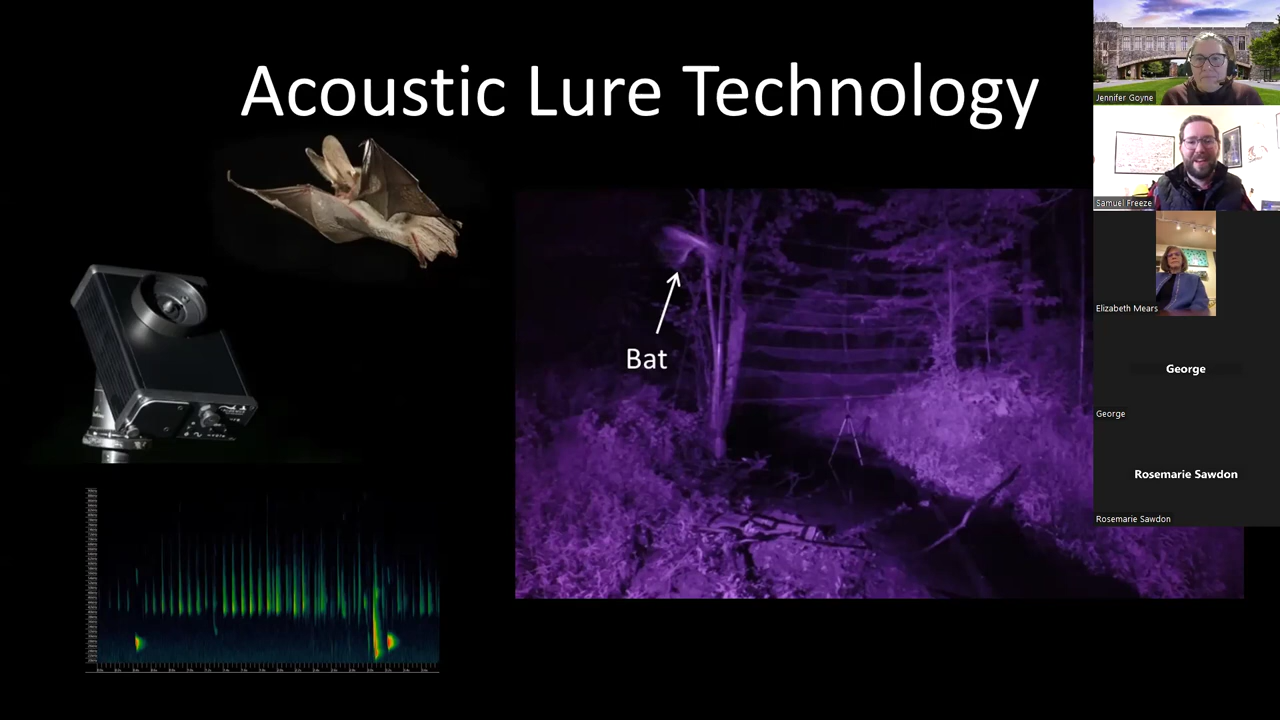 Acoustic Lure Technology
Bat
Jennifer Goyne
Samuel Freeze
Elizabeth Mears
George
George
Rosemarie Sawdon
Rosemarie Sawdon